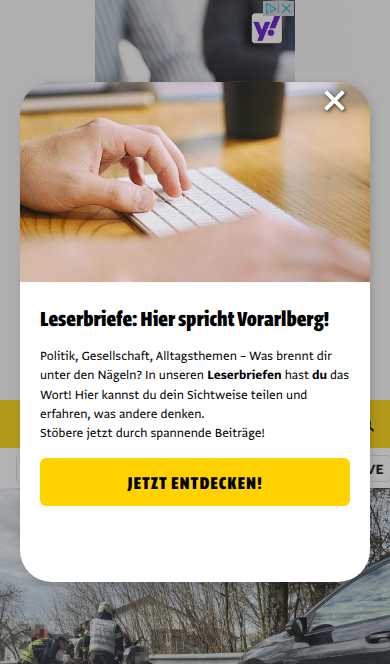 y!
Leserbriefe: Hier spricht Vorarlberg!
Politik, Gesellschaft, Alltagsthemen – Was brennt dir
unter den Nägeln? In unseren Leserbriefen hast du das
Wort! Hier kannst du dein Sichtweise teilen und
erfahren, was andere denken.
Stöbere jetzt durch spannende Beiträge!
JETZT ENTDECKEN!
VE